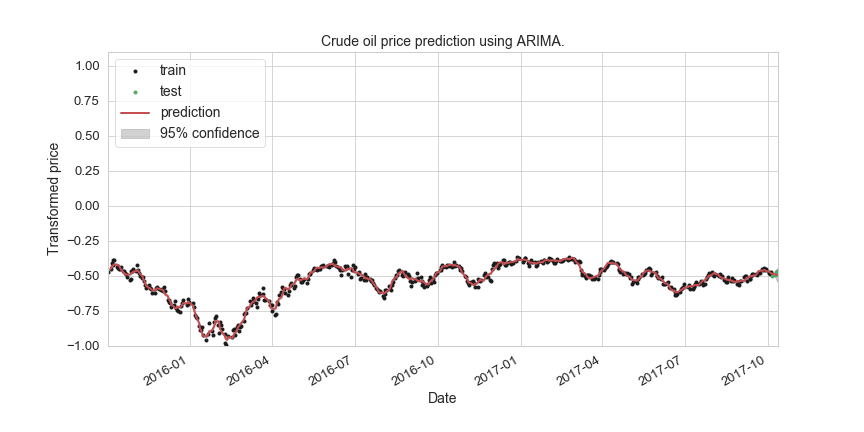 Crude oil price prediction using ARIMA.
train
test
prediction
95% confidence
1.00
0.75
0.50
0.25
0.00
−0.25
−0.50
−0.75
−1.00
Transformed price
2016-01
2016-04
2016-07
2016-10
2017-01
2017-04
2017-07
2017-10
Date